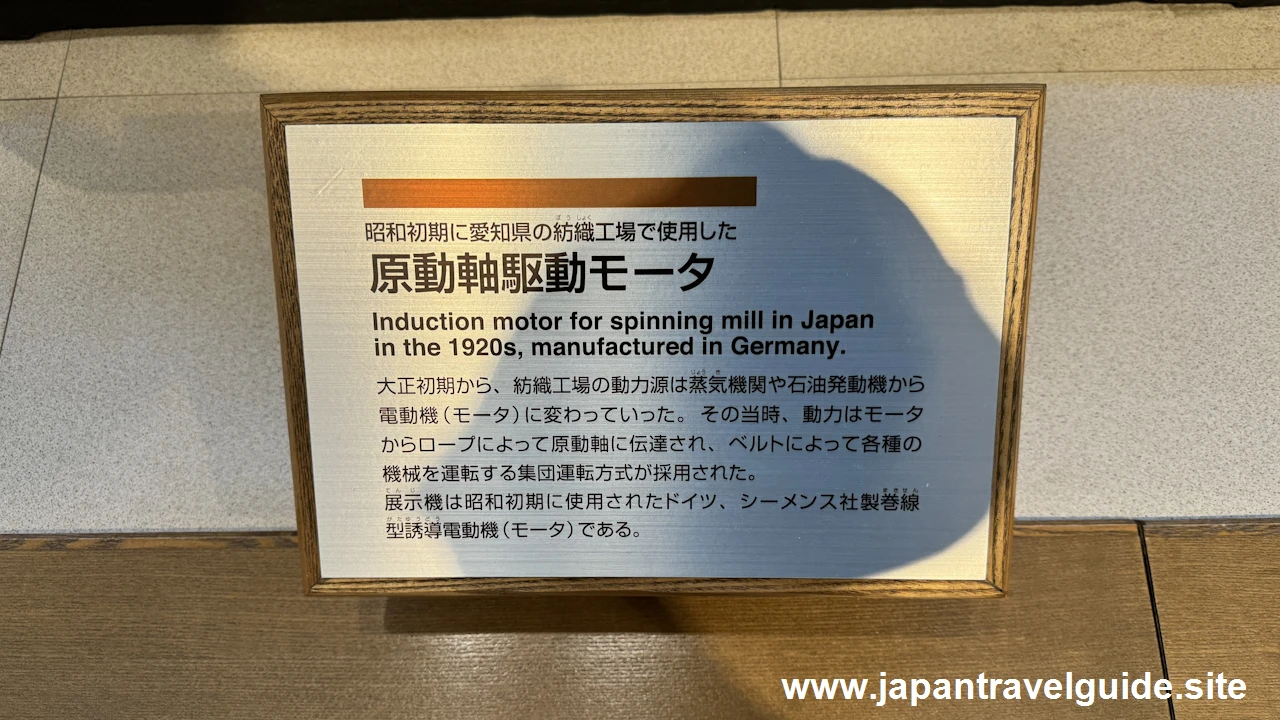 昭和初期に愛知県の紡織工場で使用した
原動軸駆動モータ
Induction motor for spinning mill in Japan
in the 1920s, manufactured in Germany.
大正初期から、紡織工場の動力源は蒸気機関や石油発動機から
電動機（モータ）に変わっていった。その当時、動力はモータ
からロープによって原動軸に伝達され、ベルトによって各種の
機械を運転する集団運転方式が採用された。
展示機は昭和初期に使用されたドイツ、シーメンス社製巻線
型誘導電動機（モータ）である。
www.japantravelguide.site